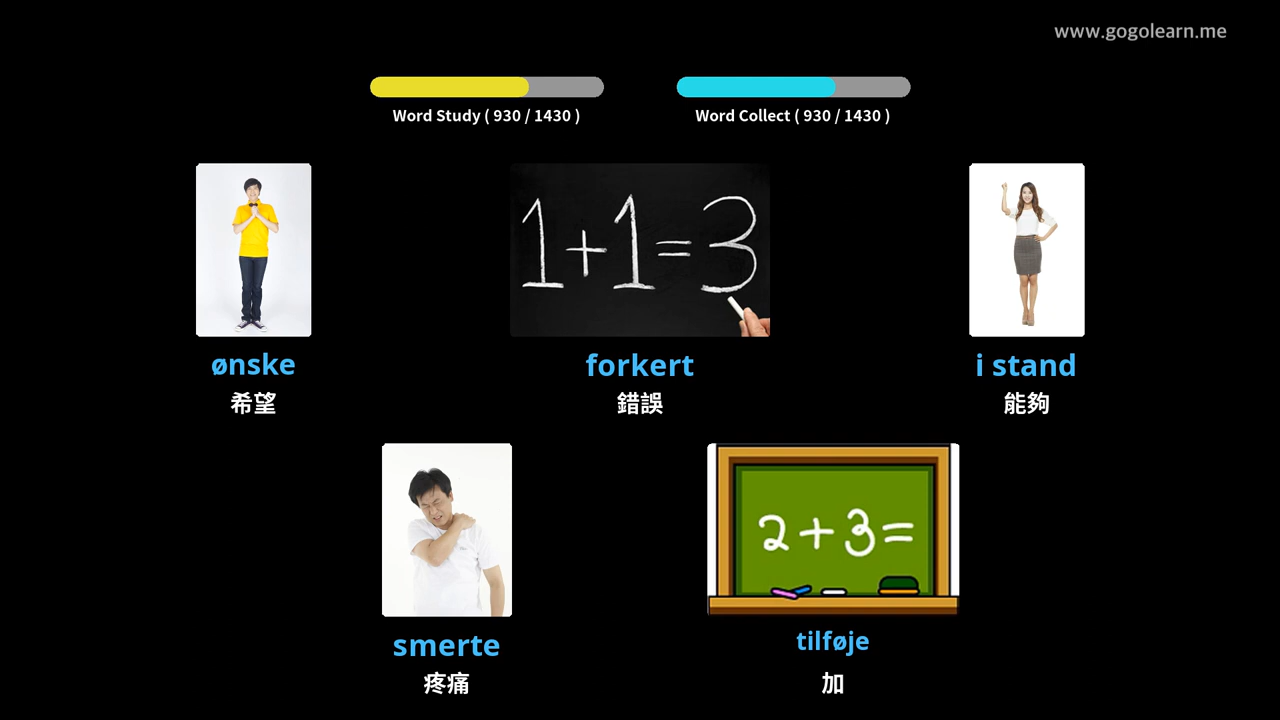 www.gogolearn.me
Word Study ( 930 / 1430 )
Word Collect ( 930 / 1430 )
1+1=3
ønske
希望
forkert
錯誤
i stand
能夠
2+3=
smerte
疼痛
tilføje
加